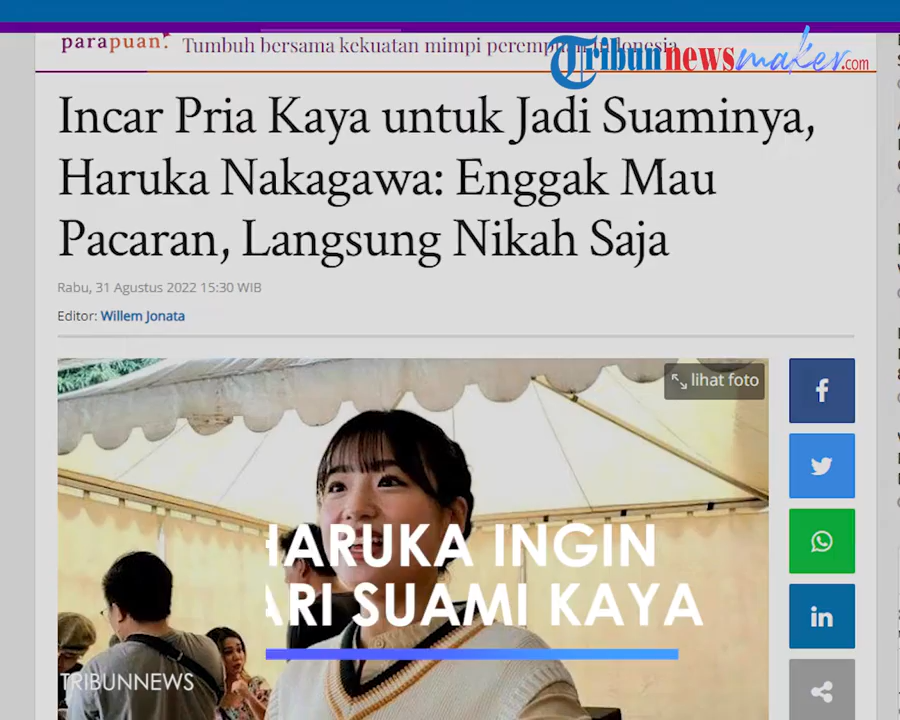 parapuan. Tumbuh bersama kekuatan mimpi perempuan Indonesia
Tribunnewsmaker.com
Incar Pria Kaya untuk Jadi Suaminya,
Haruka Nakagawa: Enggak Mau
Pacaran, Langsung Nikah Saja
Rabu, 31 Agustus 2022 15:30 WIB
Editor: Willem Jonata
lihat foto
HARUKA INGIN
ARI SUAMI KAYA
TRIBUNNEWS